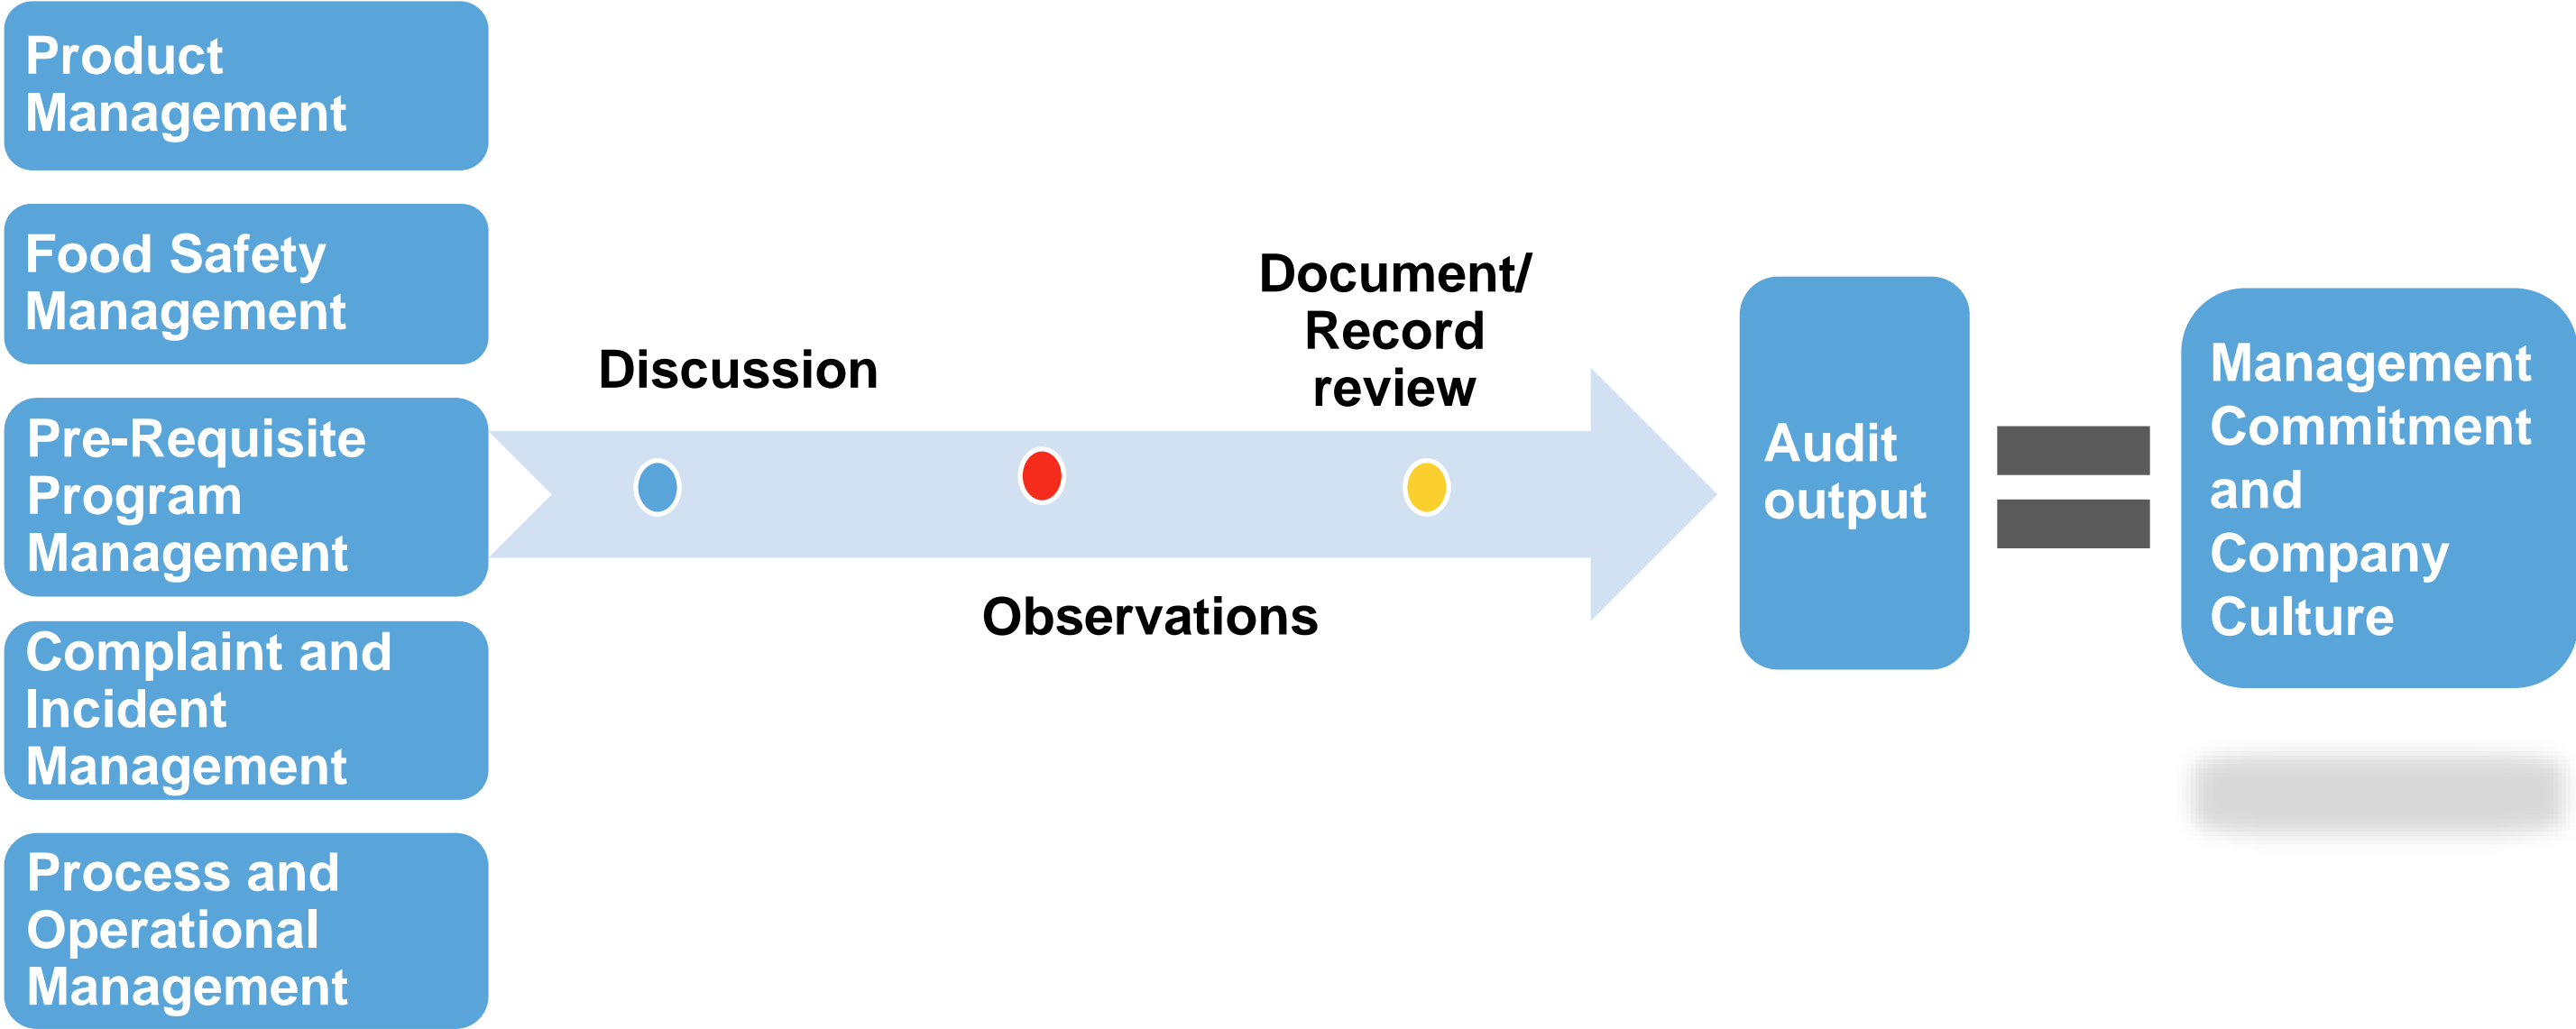 Product
Management
Food Safety
Management
Pre-Requisite
Program
Management
Complaint and
Incident
Management
Process and
Operational
Management
Discussion
Observations
Document/
Record
review
Audit
output
Management
Commitment
and
Company
Culture